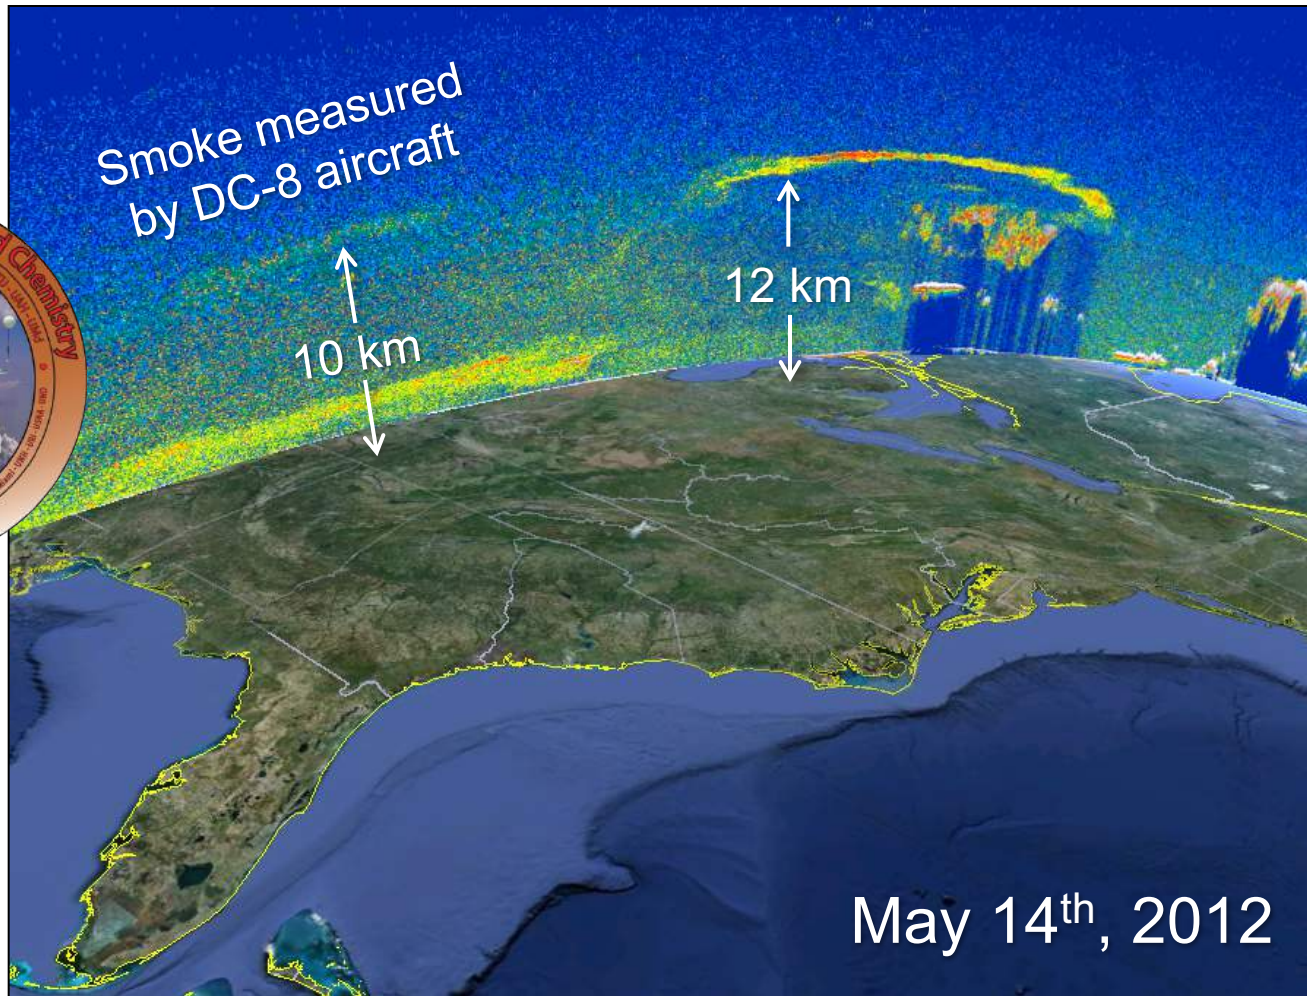 Smoke measured
by DC-8 aircraft
12 km
10 km
Chemistry
May 14th, 2012